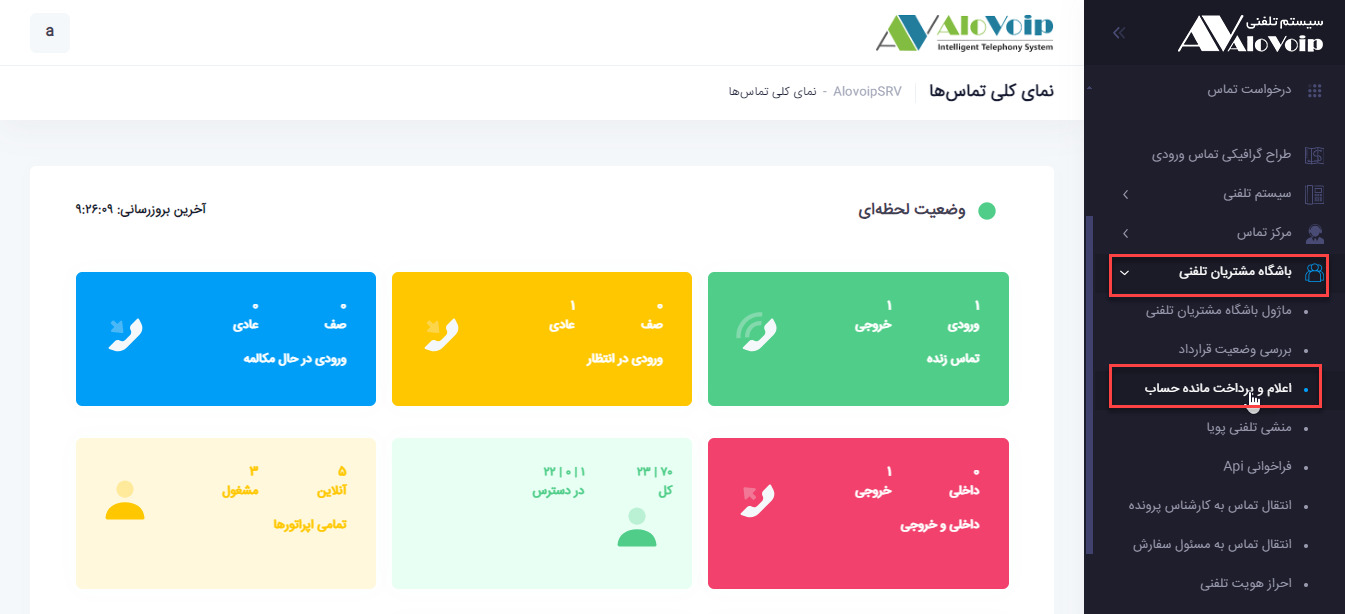 سیستم تلفنی
AloVoip
درخواست تماس
طراح گرافیکی تماس ورودی
سیستم تلفنی
مرکز تماس
باشگاه مشتریان تلفنی
ماژول باشگاه مشتریان تلفنی
بررسی وضعیت قرارداد
اعلام و پرداخت مانده حساب
منشی تلفنی پویا
فراخوانی Api
انتقال تماس به کارشناس پرونده
انتقال تماس به مسئول سفارش
احراز هویت تلفنی
AloVoip
Intelligent Telephony System
a
نمای کلی تماس‌ها
AlovoipSRV - نمای کلی تماس‌ها
وضعیت لحظه‌ای
آخرین بروزرسانی: ۹:۲۶:۰۹
۱ ۱
ورودی خروجی
تماس زنده
۰ ۱
صف عادی
ورودی در انتظار
۰ ۰
صف عادی
ورودی در حال مکالمه
۰ ۱
داخلی خروجی
داخلی و خروجی
۲۳ | ۷۰ ۲۲ | ۰ | ۱
کل در دسترس
۵ ۳
آنلاین مشغول
تمامی اپراتورها